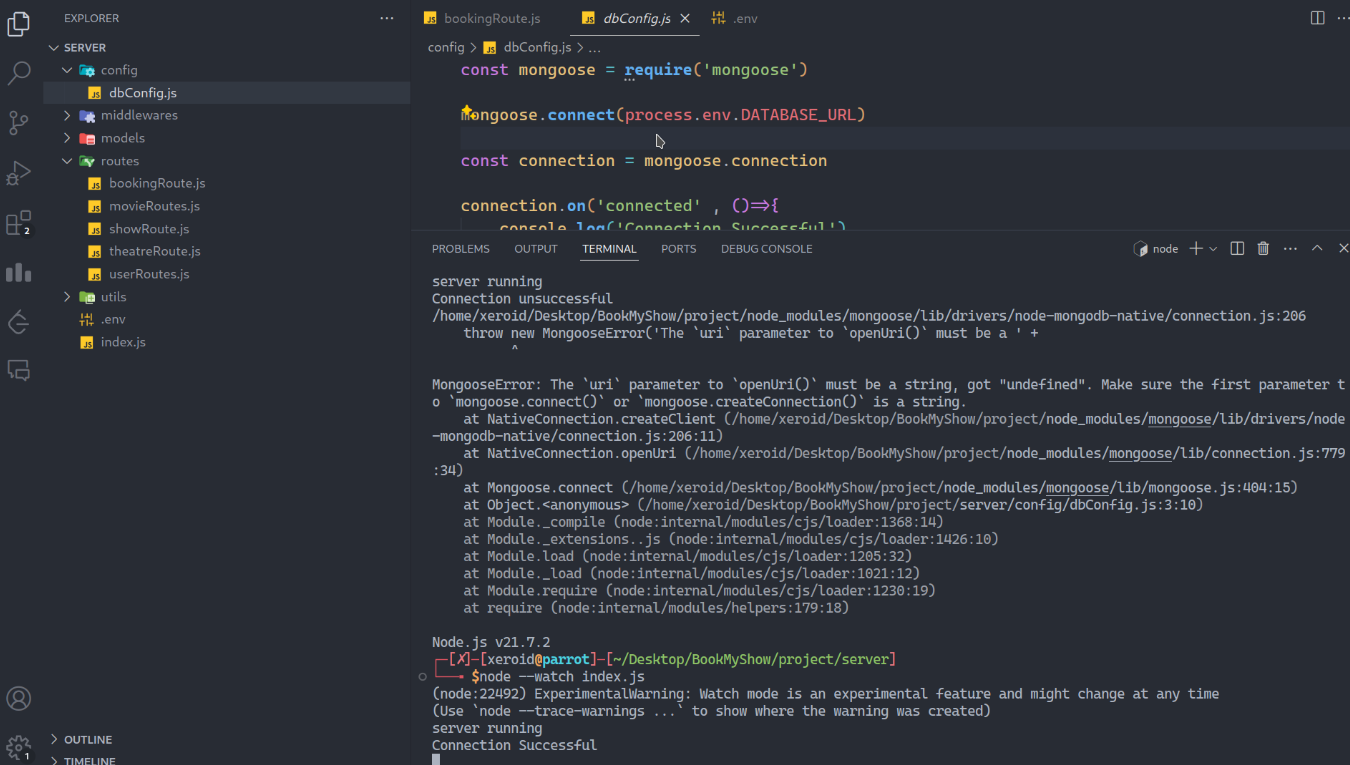 EXPLORER
SERVER
config
dbConfig.js
middlewares
models
routes
bookingRoute.js
movieRoutes.js
showRoute.js
theatreRoute.js
userRoutes.js
utils
.env
index.js
OUTLINE
TIMELINE
2
1
bookingRoute.js dbConfig.js .env
config > dbConfig.js > ...
const mongoose = require('mongoose')
mongoose.connect(process.env.DATABASE_URL)
const connection = mongoose.connection
connection.on('connected' , ()=>{
console.log('Connection Successful')
PROBLEMS OUTPUT TERMINAL PORTS DEBUG CONSOLE node
server running
Connection unsuccessful
/home/xeroid/Desktop/BookMyShow/project/node_modules/mongoose/lib/drivers/node-mongodb-native/connection.js:206
throw new MongooseError('The `uri` parameter to `openUri()` must be a ' +
^
MongooseError: The `uri` parameter to `openUri()` must be a string, got "undefined". Make sure the first parameter t
o `mongoose.connect()` or `mongoose.createConnection()` is a string.
at NativeConnection.createClient (/home/xeroid/Desktop/BookMyShow/project/node_modules/mongoose/lib/drivers/node
-mongodb-native/connection.js:206:11)
at NativeConnection.openUri (/home/xeroid/Desktop/BookMyShow/project/node_modules/mongoose/lib/connection.js:779
:34)
at Mongoose.connect (/home/xeroid/Desktop/BookMyShow/project/node_modules/mongoose/lib/mongoose.js:404:15)
at Object.<anonymous> (/home/xeroid/Desktop/BookMyShow/project/server/config/dbConfig.js:3:10)
at Module._compile (node:internal/modules/cjs/loader:1368:14)
at Module._extensions..js (node:internal/modules/cjs/loader:1426:10)
at Module.load (node:internal/modules/cjs/loader:1205:32)
at Module._load (node:internal/modules/cjs/loader:1021:12)
at Module.require (node:internal/modules/cjs/loader:1230:19)
at require (node:internal/modules/helpers:179:18)
Node.js v21.7.2
┌─[✗]─[xeroid@parrot]─[~/Desktop/BookMyShow/project/server]
└──╼ $node --watch index.js
(node:22492) ExperimentalWarning: Watch mode is an experimental feature and might change at any time
(Use `node --trace-warnings ...` to show where the warning was created)
server running
Connection Successful